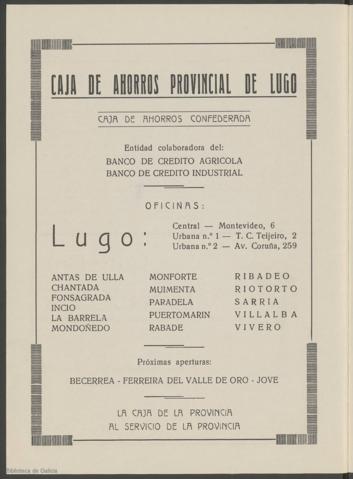 CAJA DE AHORROS PROVINCIAL DE LUGO
CAJA DE AHORROS CONFEDERADA
Entidad colaboradora del:
BANCO DE CREDITO AGRICOLA
BANCO DE CREDITO INDUSTRIAL
OFICINAS:
Lugo:
Central — Montevideo, 6
Urbana n.º 1 — T. C. Teijeiro, 2
Urbana n.º 2 — Av. Coruña, 259
ANTAS DE ULLA
CHANTADA
FONSAGRADA
INCIO
LA BARRELA
MONDOÑEDO
MONFORTE
MUIMENTA
PARADELA
PUERTOMARIN
RABADE
RIBADEO
RIOTORTO
SARRIA
VILLALBA
VIVERO
Próximas aperturas:
BECERREA - FERREIRA DEL VALLE DE ORO - JOVE
LA CAJA DE LA PROVINCIA
AL SERVICIO DE LA PROVINCIA
Biblioteca de Galicia